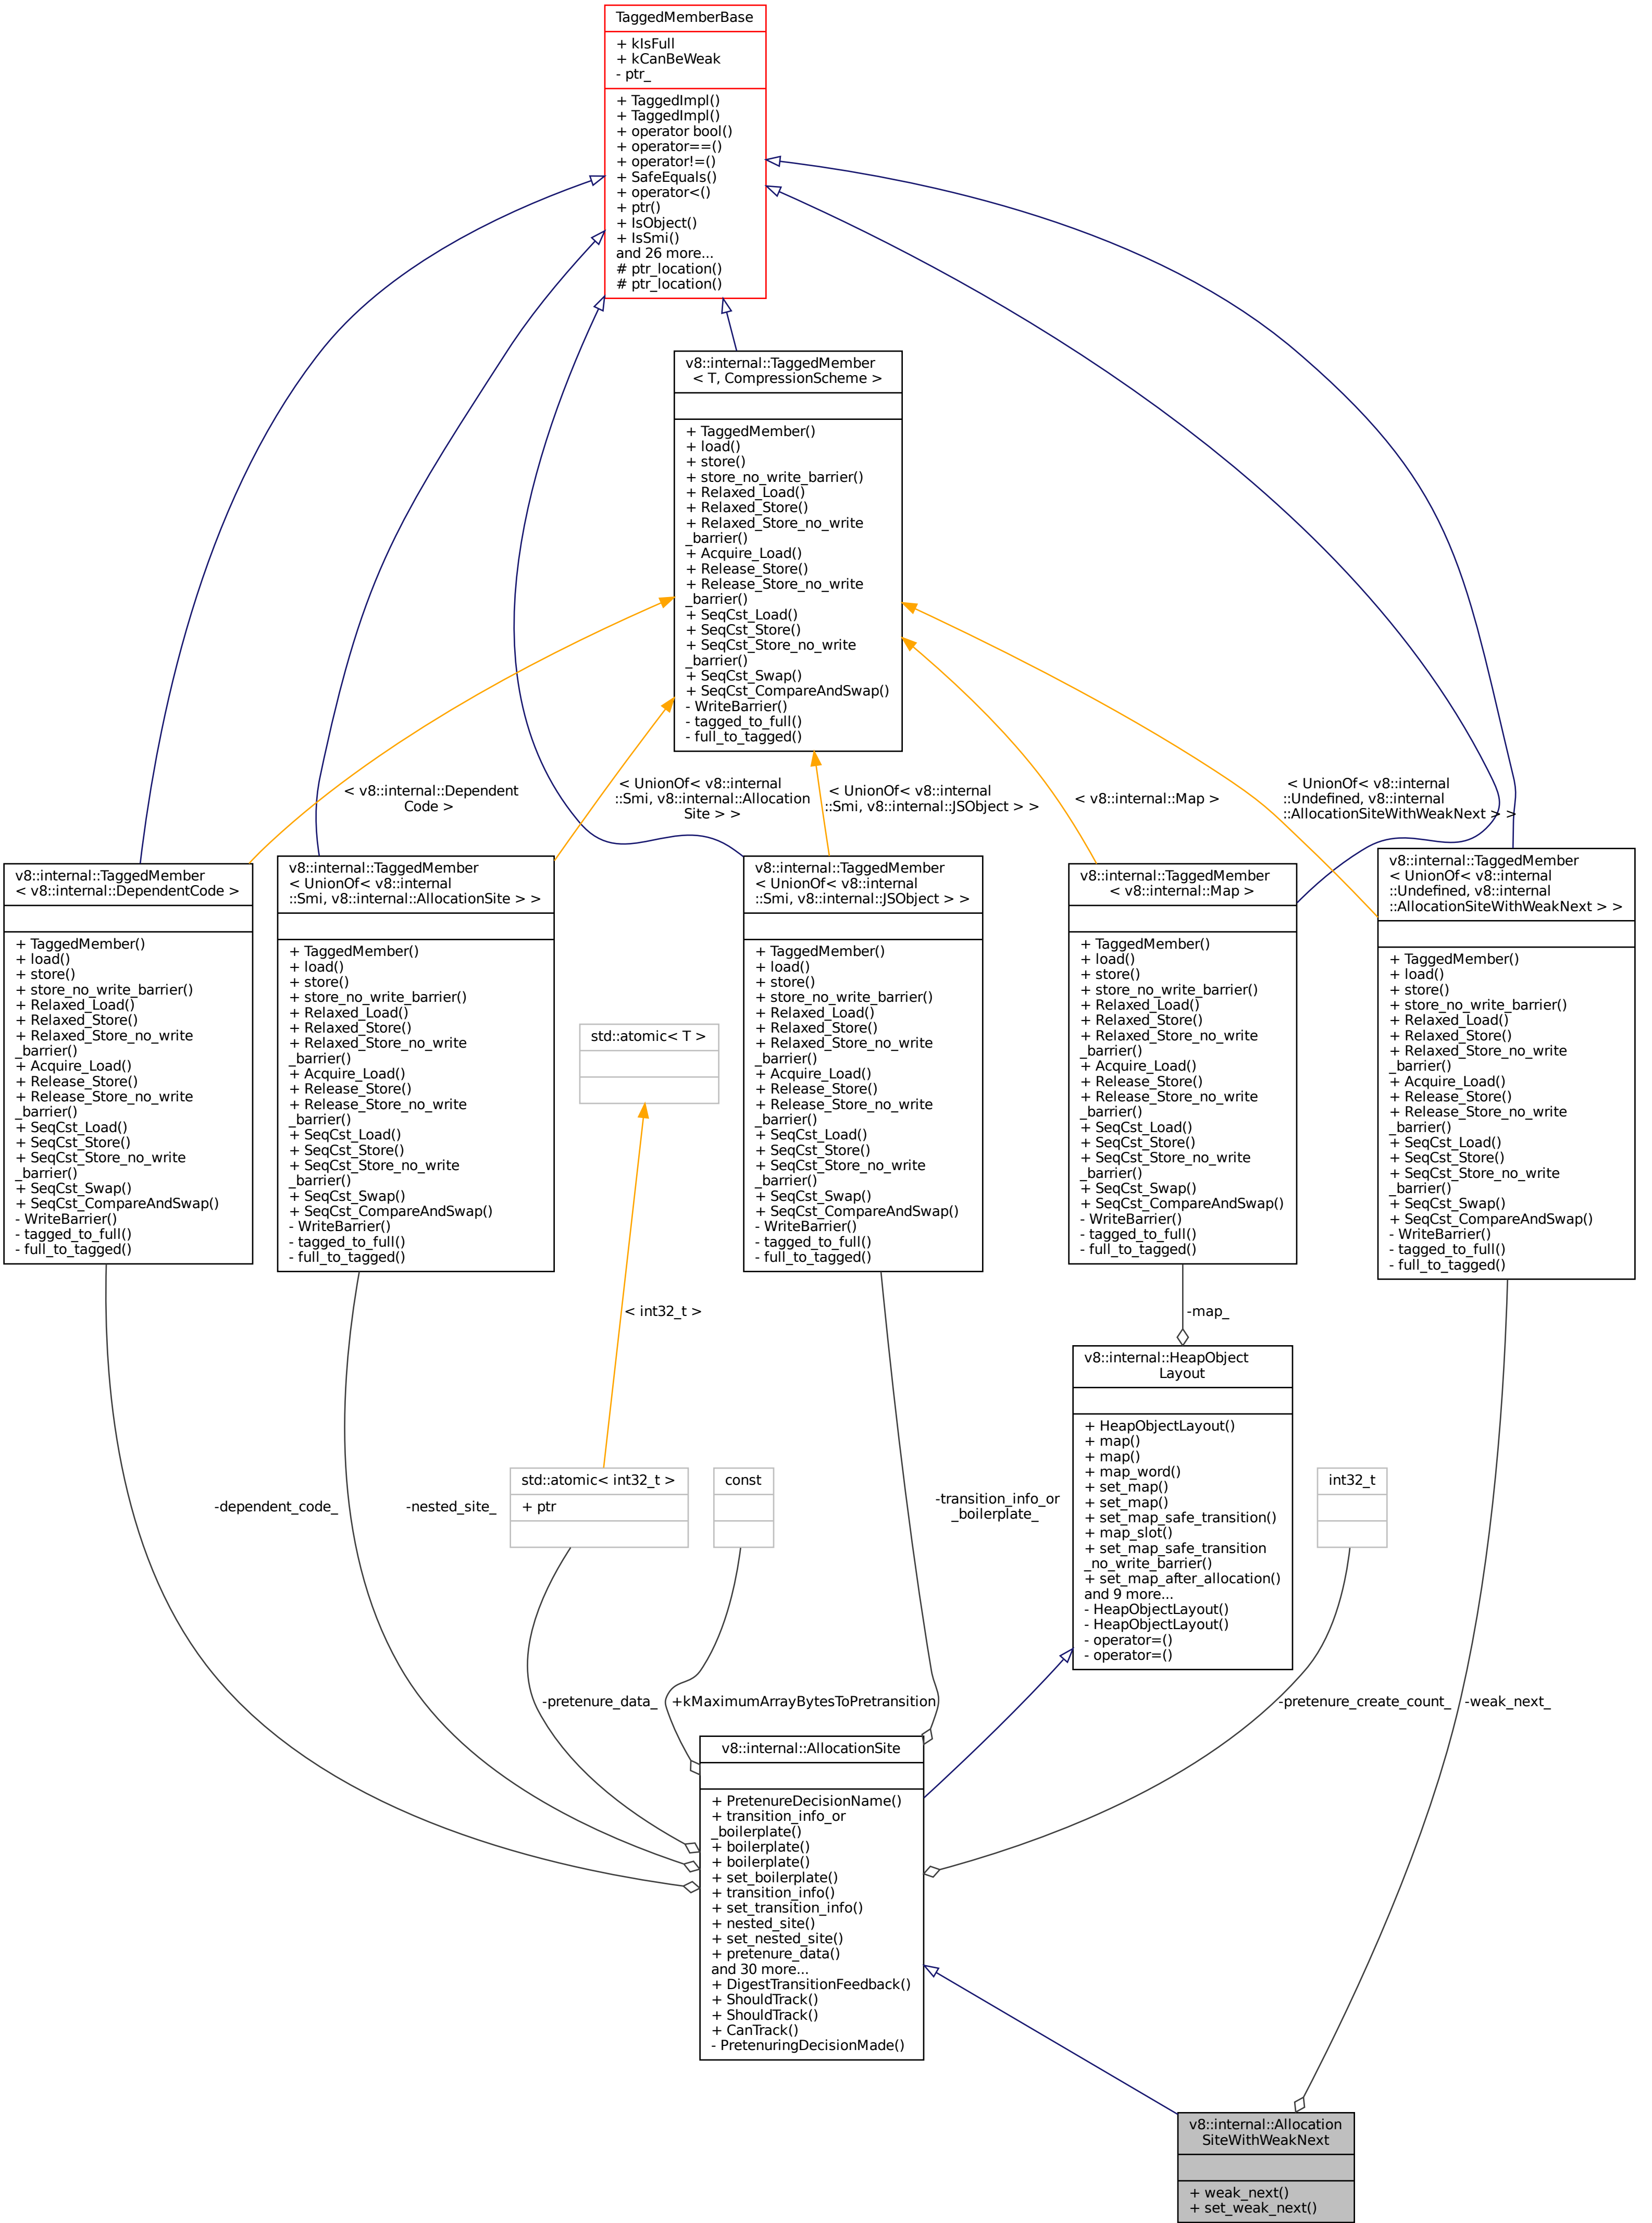 TaggedMemberBase
+ kIsFull
+ kCanBeWeak
- ptr_
+ TaggedImpl()
+ TaggedImpl()
+ operator bool()
+ operator==()
+ operator!=()
+ SafeEquals()
+ operator<()
+ ptr()
+ IsObject()
+ IsSmi()
and 26 more...
# ptr_location()
# ptr_location()
v8::internal::TaggedMember
< T, CompressionScheme >
+ TaggedMember()
+ load()
+ store()
+ store_no_write_barrier()
+ Relaxed_Load()
+ Relaxed_Store()
+ Relaxed_Store_no_write
_barrier()
+ Acquire_Load()
+ Release_Store()
+ Release_Store_no_write
_barrier()
+ SeqCst_Load()
+ SeqCst_Store()
+ SeqCst_Store_no_write
_barrier()
+ SeqCst_Swap()
+ SeqCst_CompareAndSwap()
- WriteBarrier()
- tagged_to_full()
- full_to_tagged()
< v8::internal::Dependent
Code >
< UnionOf< v8::internal
::Smi, v8::internal::Allocation
Site > >
< UnionOf< v8::internal
::Smi, v8::internal::JSObject > >
< v8::internal::Map >
< UnionOf< v8::internal
::Undefined, v8::internal
::AllocationSiteWithWeakNext > >
v8::internal::TaggedMember
< v8::internal::DependentCode >
+ TaggedMember()
+ load()
+ store()
+ store_no_write_barrier()
+ Relaxed_Load()
+ Relaxed_Store()
+ Relaxed_Store_no_write
_barrier()
+ Acquire_Load()
+ Release_Store()
+ Release_Store_no_write
_barrier()
+ SeqCst_Load()
+ SeqCst_Store()
+ SeqCst_Store_no_write
_barrier()
+ SeqCst_Swap()
+ SeqCst_CompareAndSwap()
- WriteBarrier()
- tagged_to_full()
- full_to_tagged()
v8::internal::TaggedMember
< UnionOf< v8::internal
::Smi, v8::internal::AllocationSite > >
+ TaggedMember()
+ load()
+ store()
+ store_no_write_barrier()
+ Relaxed_Load()
+ Relaxed_Store()
+ Relaxed_Store_no_write
_barrier()
+ Acquire_Load()
+ Release_Store()
+ Release_Store_no_write
_barrier()
+ SeqCst_Load()
+ SeqCst_Store()
+ SeqCst_Store_no_write
_barrier()
+ SeqCst_Swap()
+ SeqCst_CompareAndSwap()
- WriteBarrier()
- tagged_to_full()
- full_to_tagged()
std::atomic< T >
v8::internal::TaggedMember
< UnionOf< v8::internal
::Smi, v8::internal::JSObject > >
+ TaggedMember()
+ load()
+ store()
+ store_no_write_barrier()
+ Relaxed_Load()
+ Relaxed_Store()
+ Relaxed_Store_no_write
_barrier()
+ Acquire_Load()
+ Release_Store()
+ Release_Store_no_write
_barrier()
+ SeqCst_Load()
+ SeqCst_Store()
+ SeqCst_Store_no_write
_barrier()
+ SeqCst_Swap()
+ SeqCst_CompareAndSwap()
- WriteBarrier()
- tagged_to_full()
- full_to_tagged()
v8::internal::TaggedMember
< v8::internal::Map >
+ TaggedMember()
+ load()
+ store()
+ store_no_write_barrier()
+ Relaxed_Load()
+ Relaxed_Store()
+ Relaxed_Store_no_write
_barrier()
+ Acquire_Load()
+ Release_Store()
+ Release_Store_no_write
_barrier()
+ SeqCst_Load()
+ SeqCst_Store()
+ SeqCst_Store_no_write
_barrier()
+ SeqCst_Swap()
+ SeqCst_CompareAndSwap()
- WriteBarrier()
- tagged_to_full()
- full_to_tagged()
v8::internal::TaggedMember
< UnionOf< v8::internal
::Undefined, v8::internal
::AllocationSiteWithWeakNext > >
+ TaggedMember()
+ load()
+ store()
+ store_no_write_barrier()
+ Relaxed_Load()
+ Relaxed_Store()
+ Relaxed_Store_no_write
_barrier()
+ Acquire_Load()
+ Release_Store()
+ Release_Store_no_write
_barrier()
+ SeqCst_Load()
+ SeqCst_Store()
+ SeqCst_Store_no_write
_barrier()
+ SeqCst_Swap()
+ SeqCst_CompareAndSwap()
- WriteBarrier()
- tagged_to_full()
- full_to_tagged()
< int32_t >
-map_
v8::internal::HeapObject
Layout
+ HeapObjectLayout()
+ map()
+ map()
+ map_word()
+ set_map()
+ set_map()
+ set_map_safe_transition()
+ map_slot()
+ set_map_safe_transition
_no_write_barrier()
+ set_map_after_allocation()
and 9 more...
- HeapObjectLayout()
- HeapObjectLayout()
- operator=()
- operator=()
-dependent_code_
-nested_site_
std::atomic< int32_t >
+ ptr
const
-transition_info_or
_boilerplate_
int32_t
-pretenure_data_
+kMaximumArrayBytesToPretransition
-pretenure_create_count_
-weak_next_
v8::internal::AllocationSite
+ PretenureDecisionName()
+ transition_info_or
_boilerplate()
+ boilerplate()
+ boilerplate()
+ set_boilerplate()
+ transition_info()
+ set_transition_info()
+ nested_site()
+ set_nested_site()
+ pretenure_data()
and 30 more...
+ DigestTransitionFeedback()
+ ShouldTrack()
+ ShouldTrack()
+ CanTrack()
- PretenuringDecisionMade()
v8::internal::Allocation
SiteWithWeakNext
+ weak_next()
+ set_weak_next()